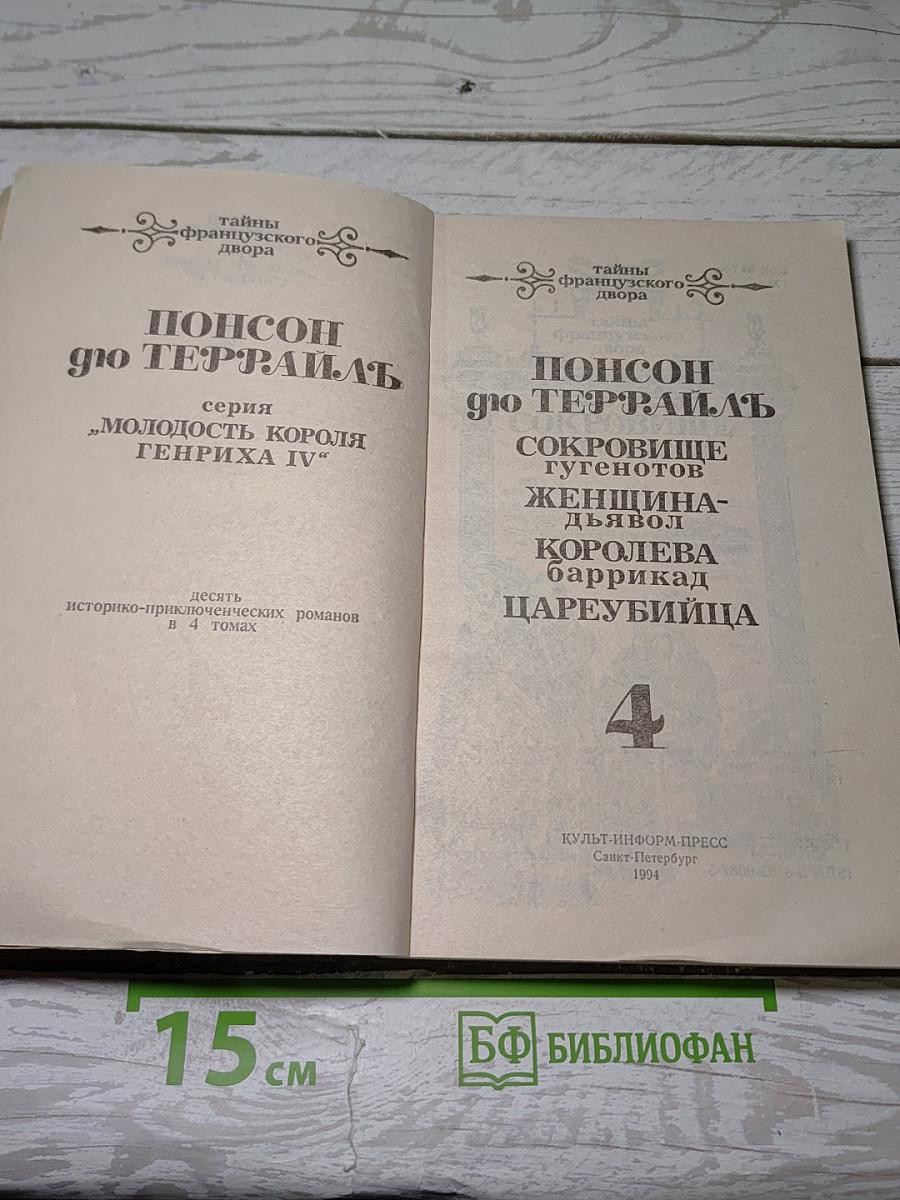 тайны
французского
двора
ПОНСОН
дю ТЕРРАЙЛЬ
серия
„МОЛОДОСТЬ КОРОЛЯ
ГЕНРИХА IV“
десять
историко-приключенческих романов
в 4 томах
тайны
французского
двора
ПОНСОН
дю ТЕРРАЙЛЬ
СОКРОВИЩЕ
гугенотов
ЖЕНЩИНА-
дьявол
КОРОЛЕВА
баррикад
ЦАРЕУБИЙЦА
4
КУЛЬТ-ИНФОРМ-ПРЕСС
Санкт-Петербург
1994
15 см
БФ БИБЛИОФАН